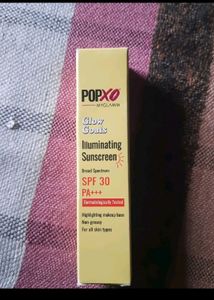 POPXO
MYGLAMM
Glow
Goals
Illuminating
Sunscreen
Broad Spectrum
SPF 30
PA+++
Dermatologically Tested
Highlighting makeup base
Non-greasy
For all skin types